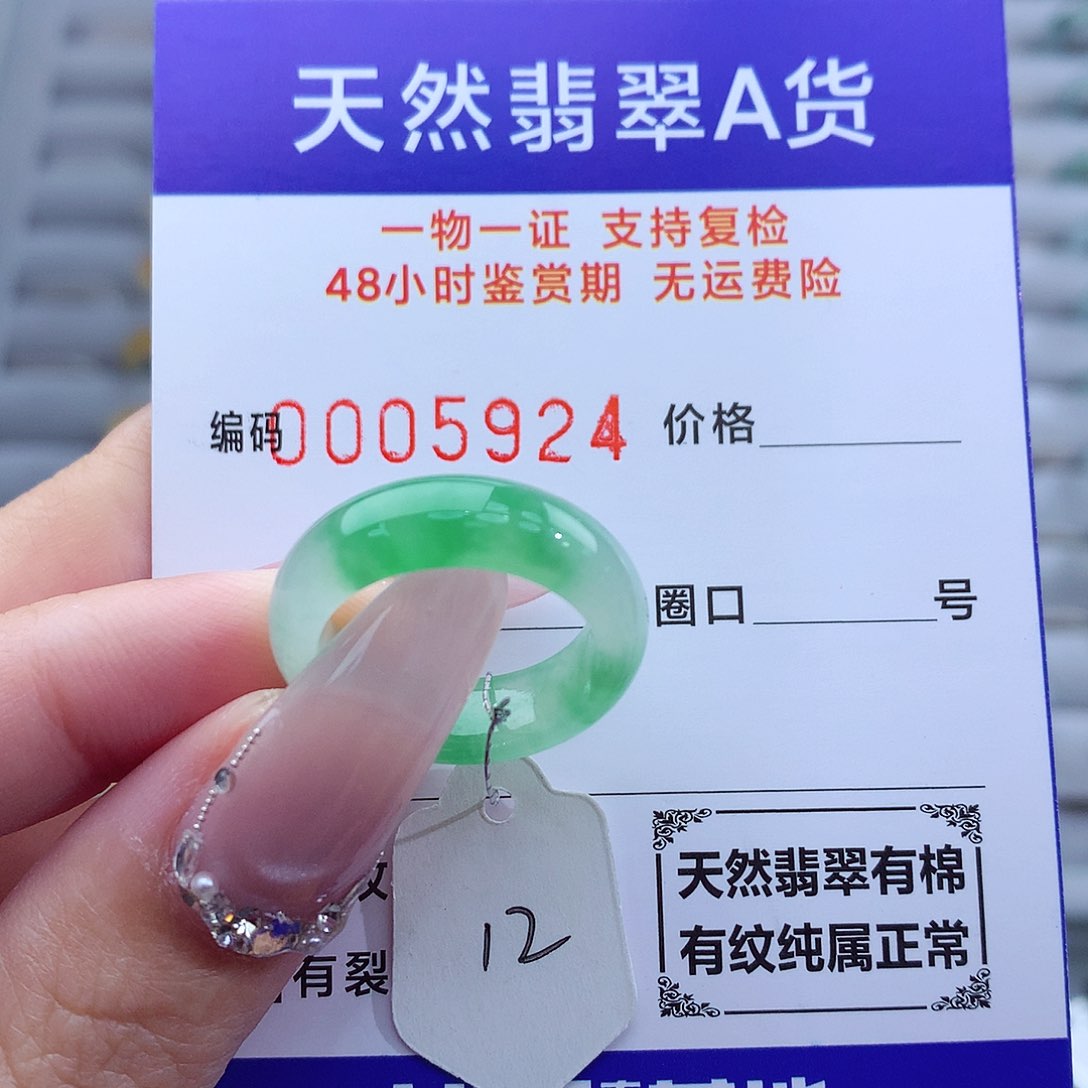 天然翡翠A货
一物一证 支持复检
48小时鉴赏期 无运费险
编码0005924 价格
圈口 号
天然翡翠有棉
有纹纯属正常
有裂
12